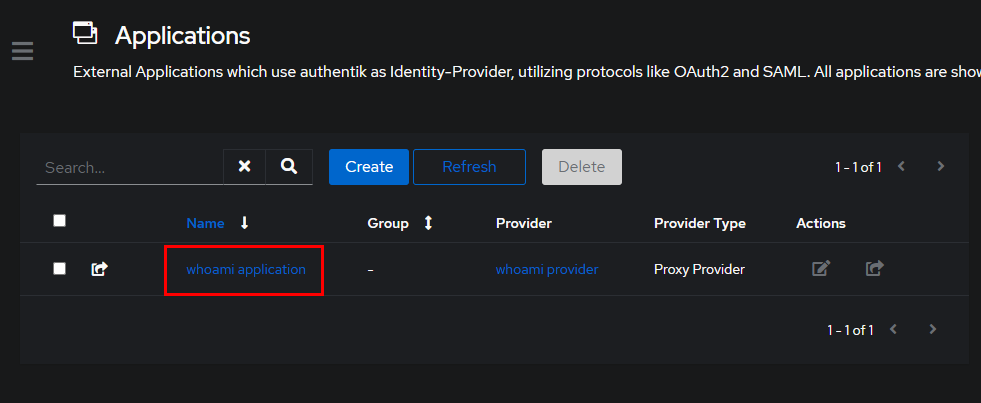 Applications
External Applications which use authentik as Identity-Provider, utilizing protocols like OAuth2 and SAML. All applications are show
Search... Create Refresh Delete 1 - 1 of 1
Name Group Provider Provider Type Actions
whoami application - whoami provider Proxy Provider
1 - 1 of 1